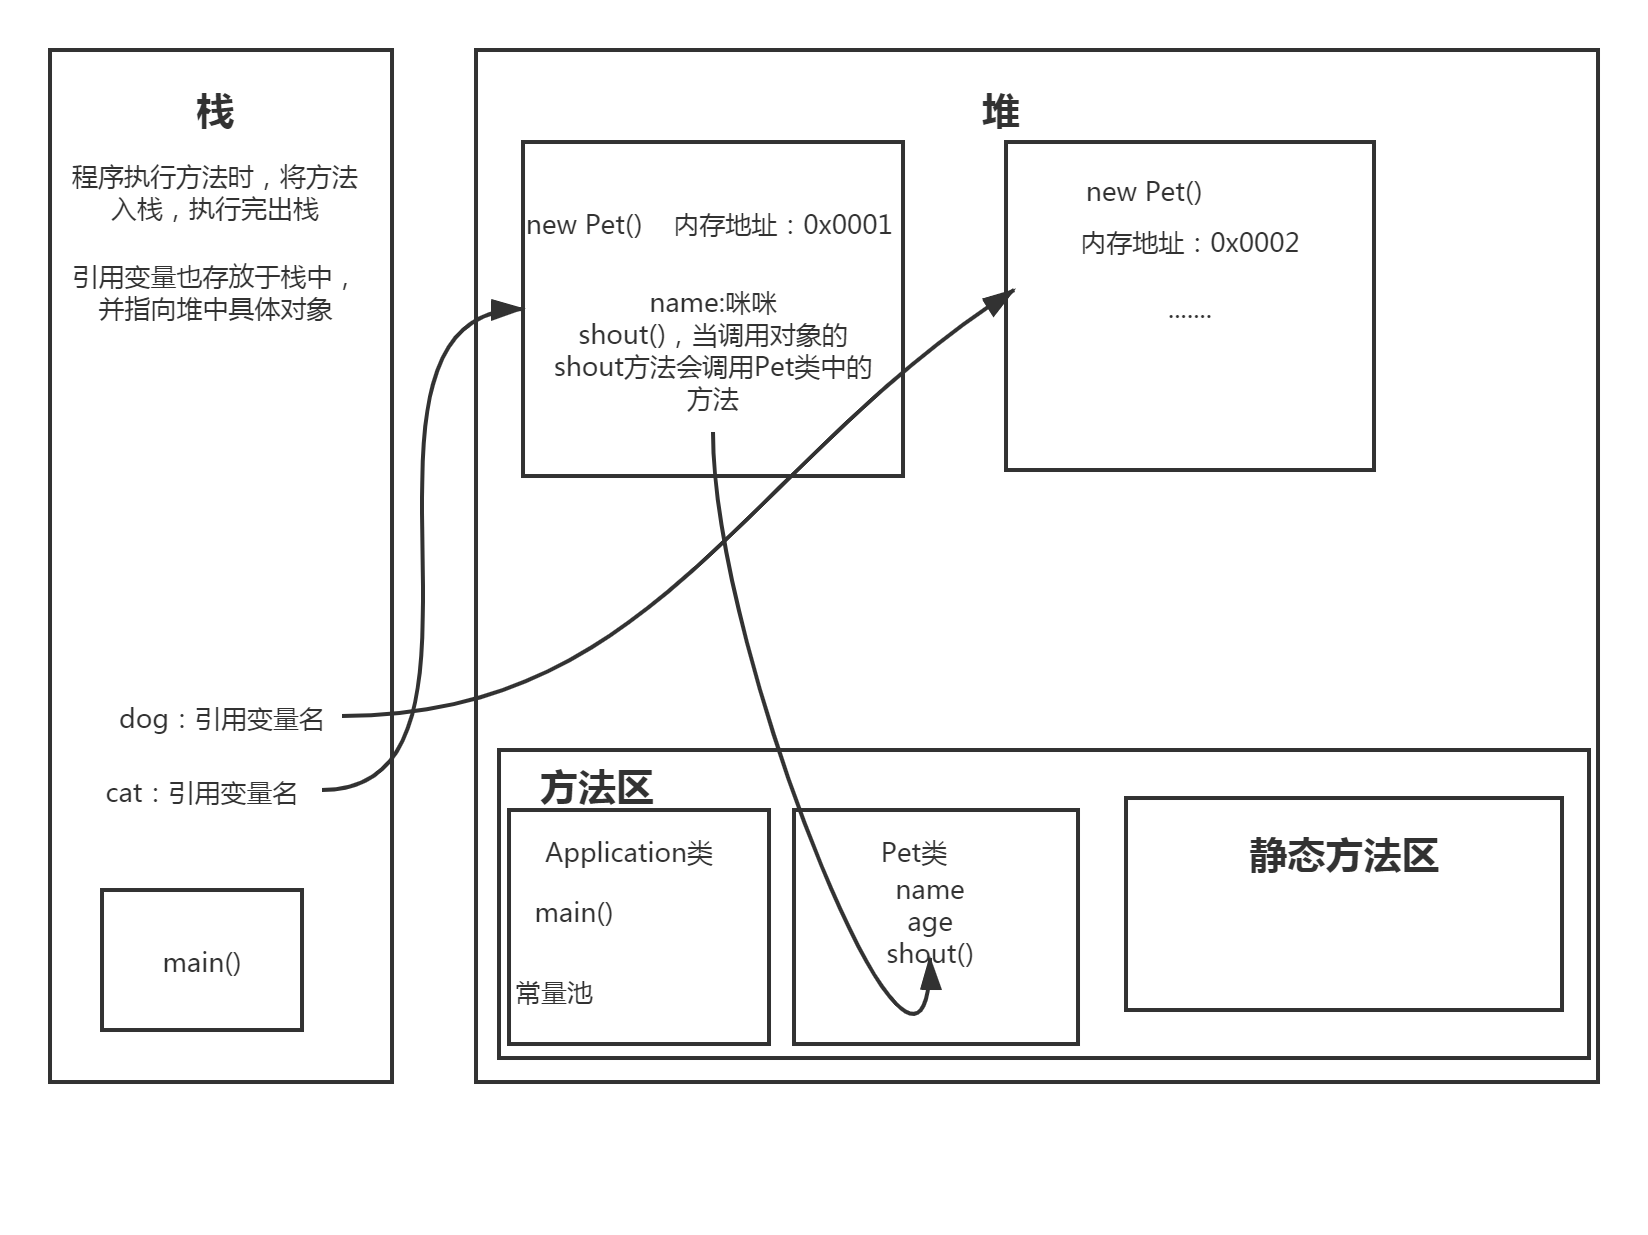 栈
程序执行方法时，将方法
入栈，执行完出栈
引用变量也存放于栈中，
并指向堆中具体对象
dog：引用变量名
cat：引用变量名
main()
堆
new Pet() 内存地址：0x0001
name:咪咪
shout()，当调用对象的
shout方法会调用Pet类中的
方法
new Pet()
内存地址：0x0002
.......
方法区
Application类
main()
常量池
Pet类
name
age
shout()
静态方法区